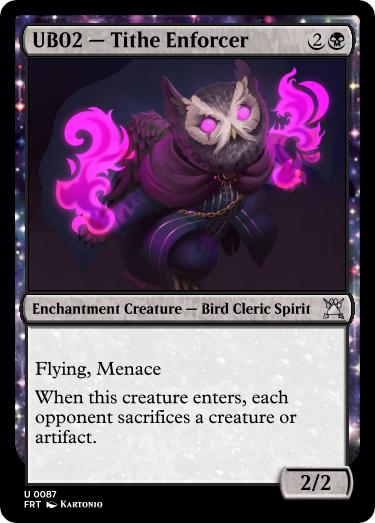 UB02 — Tithe Enforcer 2
Enchantment Creature — Bird Cleric Spirit
Flying, Menace
When this creature enters, each
opponent sacrifices a creature or
artifact.
2/2
U 0087
FRT Kartonio